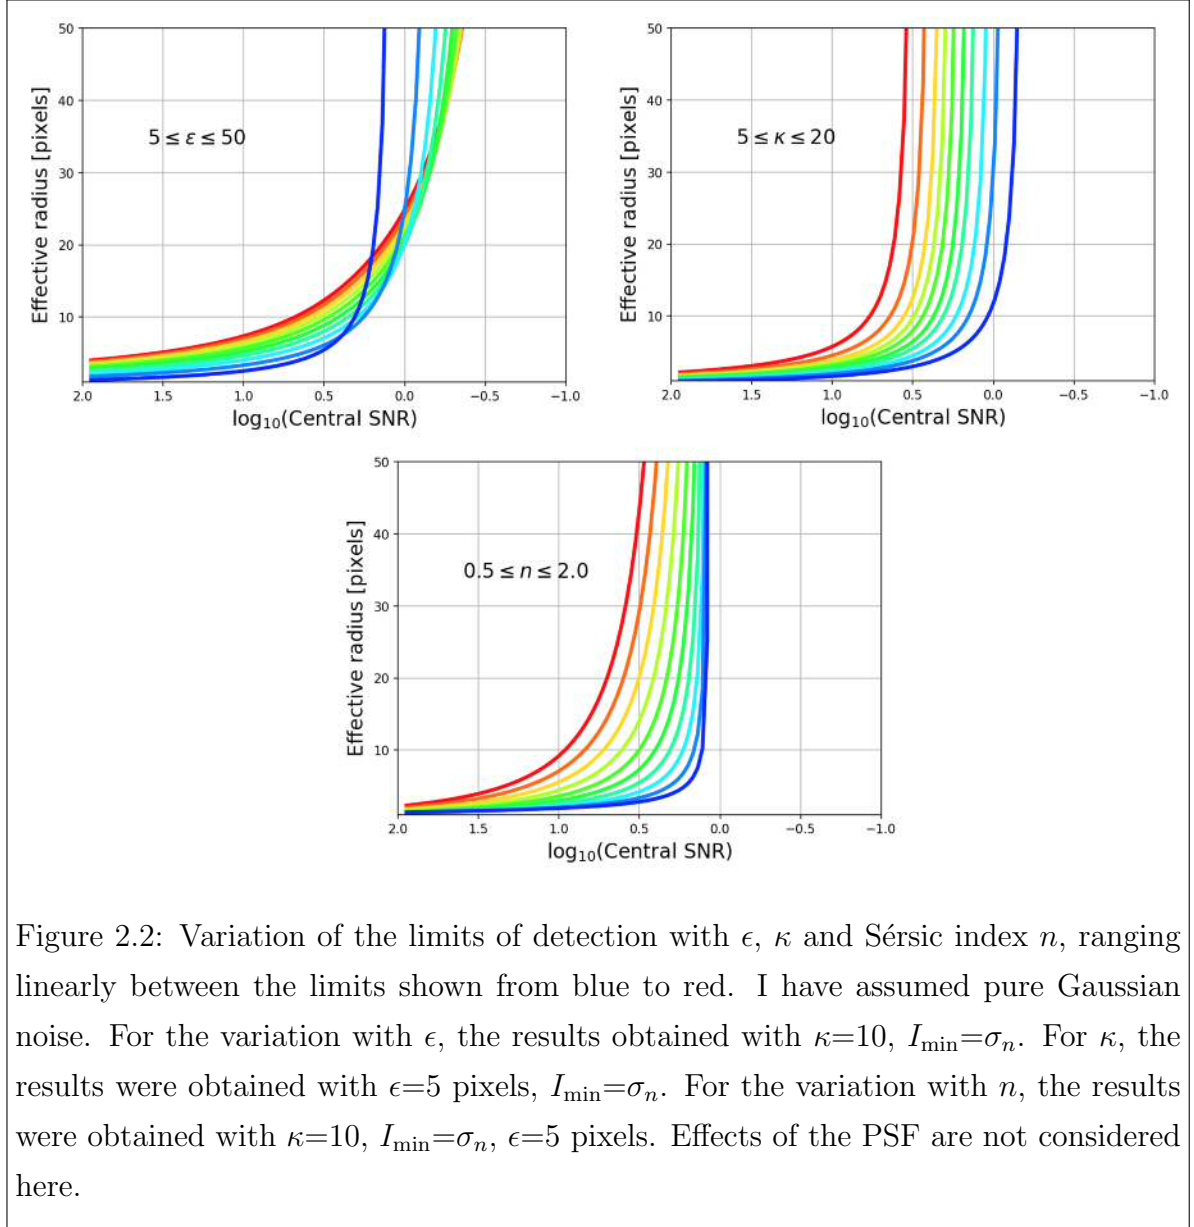 50
40
30
20
10
Effective radius [pixels]
5 ≤ ε ≤ 50
2.0 1.5 1.0 0.5 0.0 −0.5 −1.0
log₁₀(Central SNR)
50
40
30
20
10
Effective radius [pixels]
5 ≤ κ ≤ 20
2.0 1.5 1.0 0.5 0.0 −0.5 −1.0
log₁₀(Central SNR)
50
40
30
20
10
Effective radius [pixels]
0.5 ≤ n ≤ 2.0
2.0 1.5 1.0 0.5 0.0 −0.5 −1.0
log₁₀(Central SNR)
Figure 2.2: Variation of the limits of detection with ϵ, κ and Sérsic index n, ranging
linearly between the limits shown from blue to red. I have assumed pure Gaussian
noise. For the variation with ϵ, the results obtained with κ=10, Iₘᵢₙ=σₙ. For κ, the
results were obtained with ϵ=5 pixels, Iₘᵢₙ=σₙ. For the variation with n, the results
were obtained with κ=10, Iₘᵢₙ=σₙ, ϵ=5 pixels. Effects of the PSF are not considered
here.